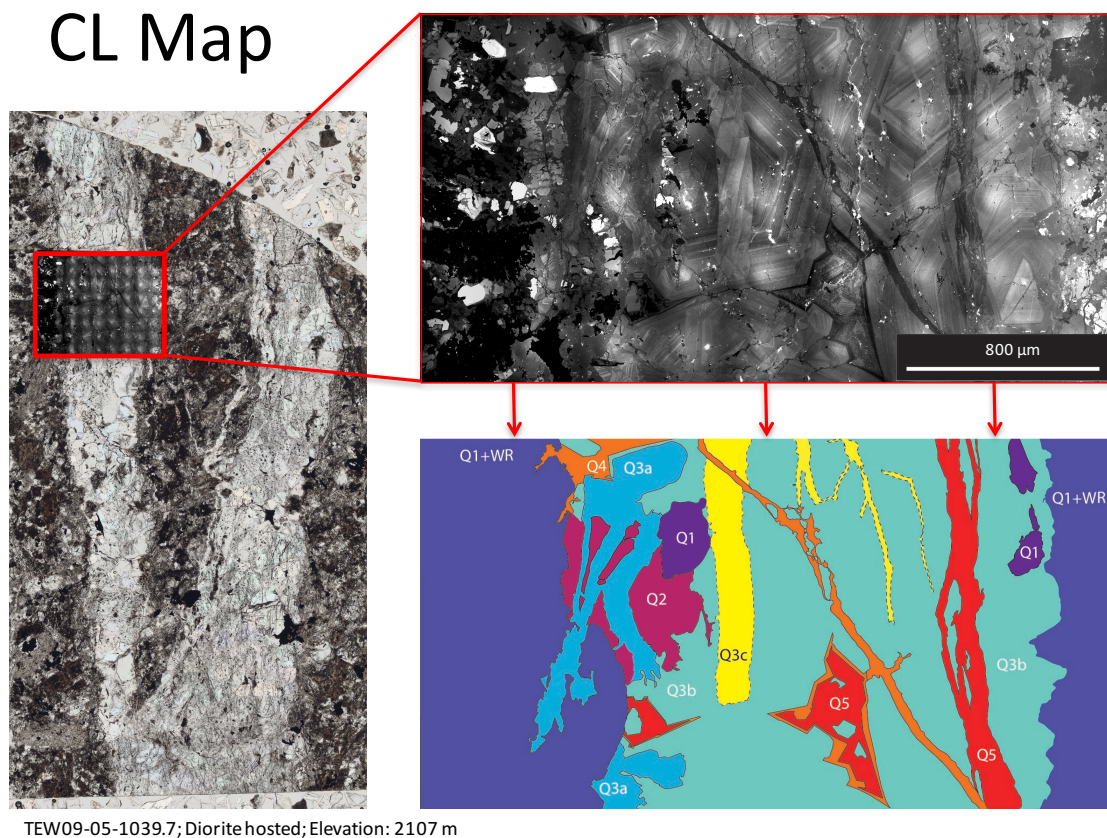 CL Map
800 µm
Q1+WR
Q4
Q3a
Q1+WR
Q1
Q1
Q2
Q3c
Q3b
Q3b
Q5
Q5
Q3a
TEW09-05-1039.7; Diorite hosted; Elevation: 2107 m